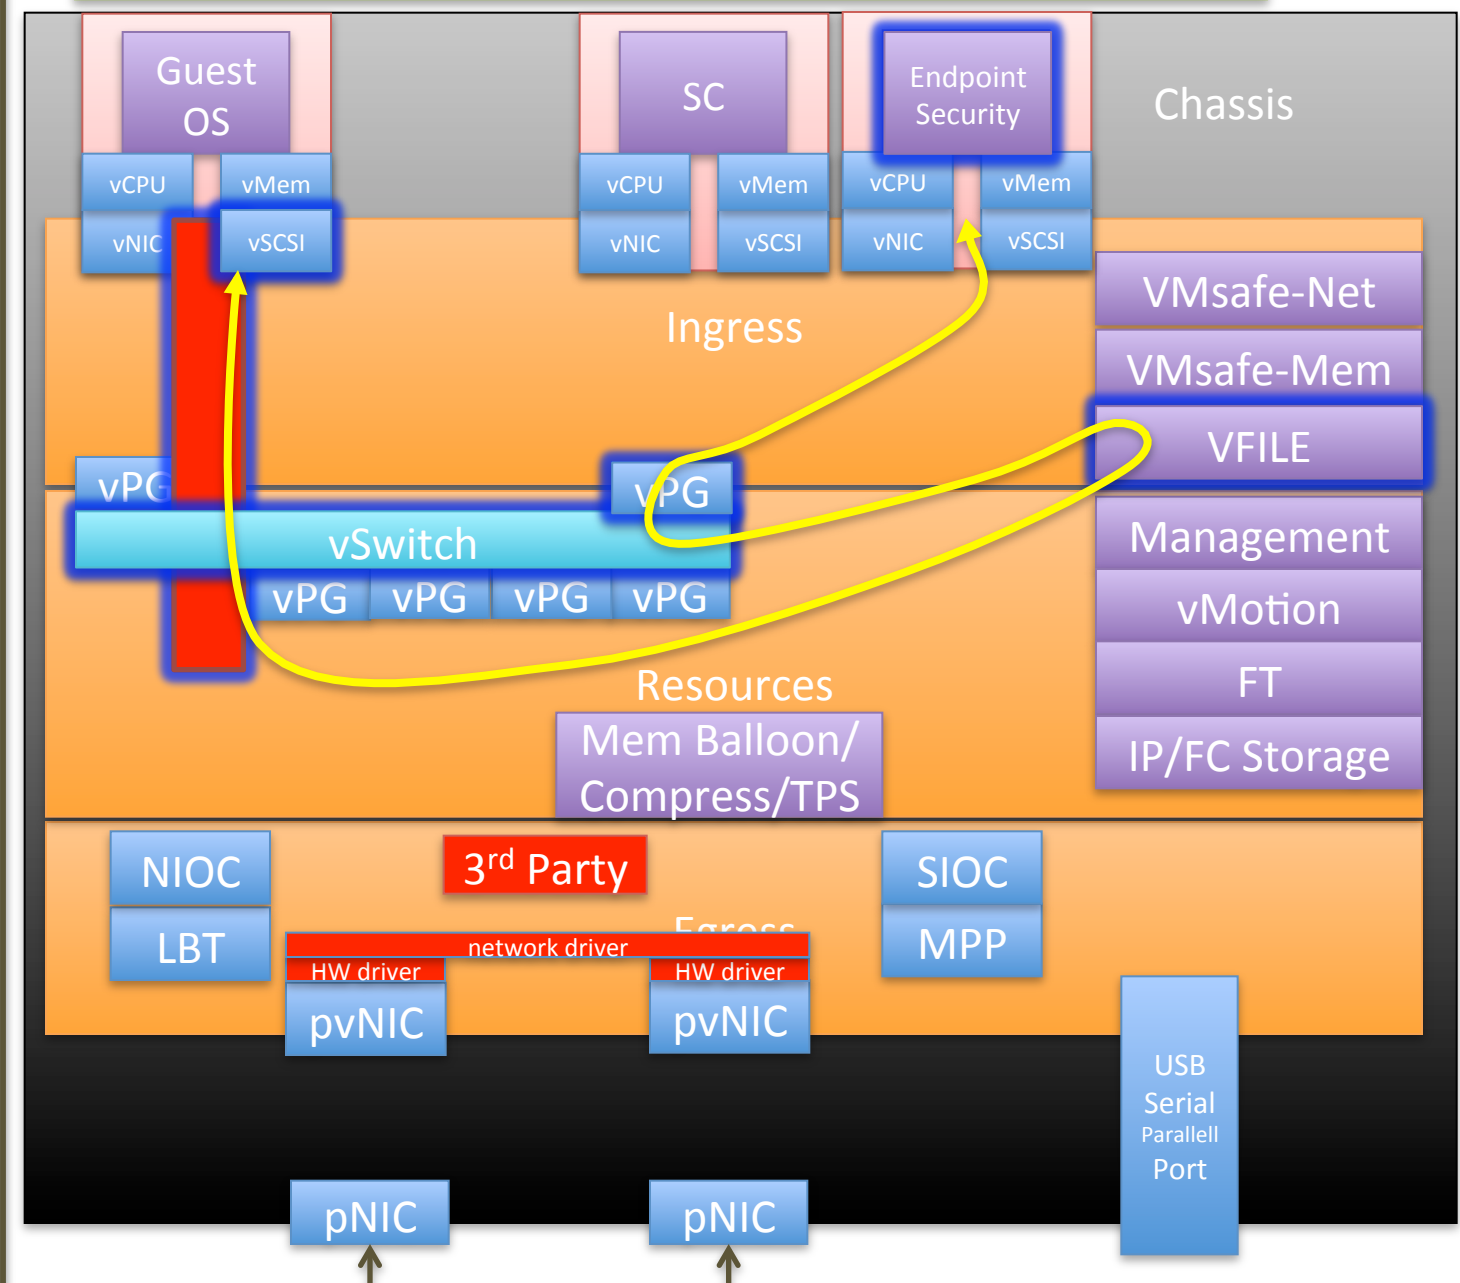 Guest
OS
SC
Endpoint
Security
Chassis
vCPU
vMem
vCPU
vMem
vCPU
vMem
vNIC
vSCSI
vNIC
vSCSI
vNIC
vSCSI
VMsafe-Net
Ingress
VMsafe-Mem
VFILE
vPG
vPG
vSwitch
Management
vPG
vPG
vPG
vPG
vMotion
Resources
FT
Mem Balloon/
Compress/TPS
IP/FC Storage
NIOC
3rd Party
SIOC
LBT
Egress
MPP
network driver
HW driver
HW driver
pvNIC
pvNIC
USB
Serial
Parallell
Port
pNIC
pNIC